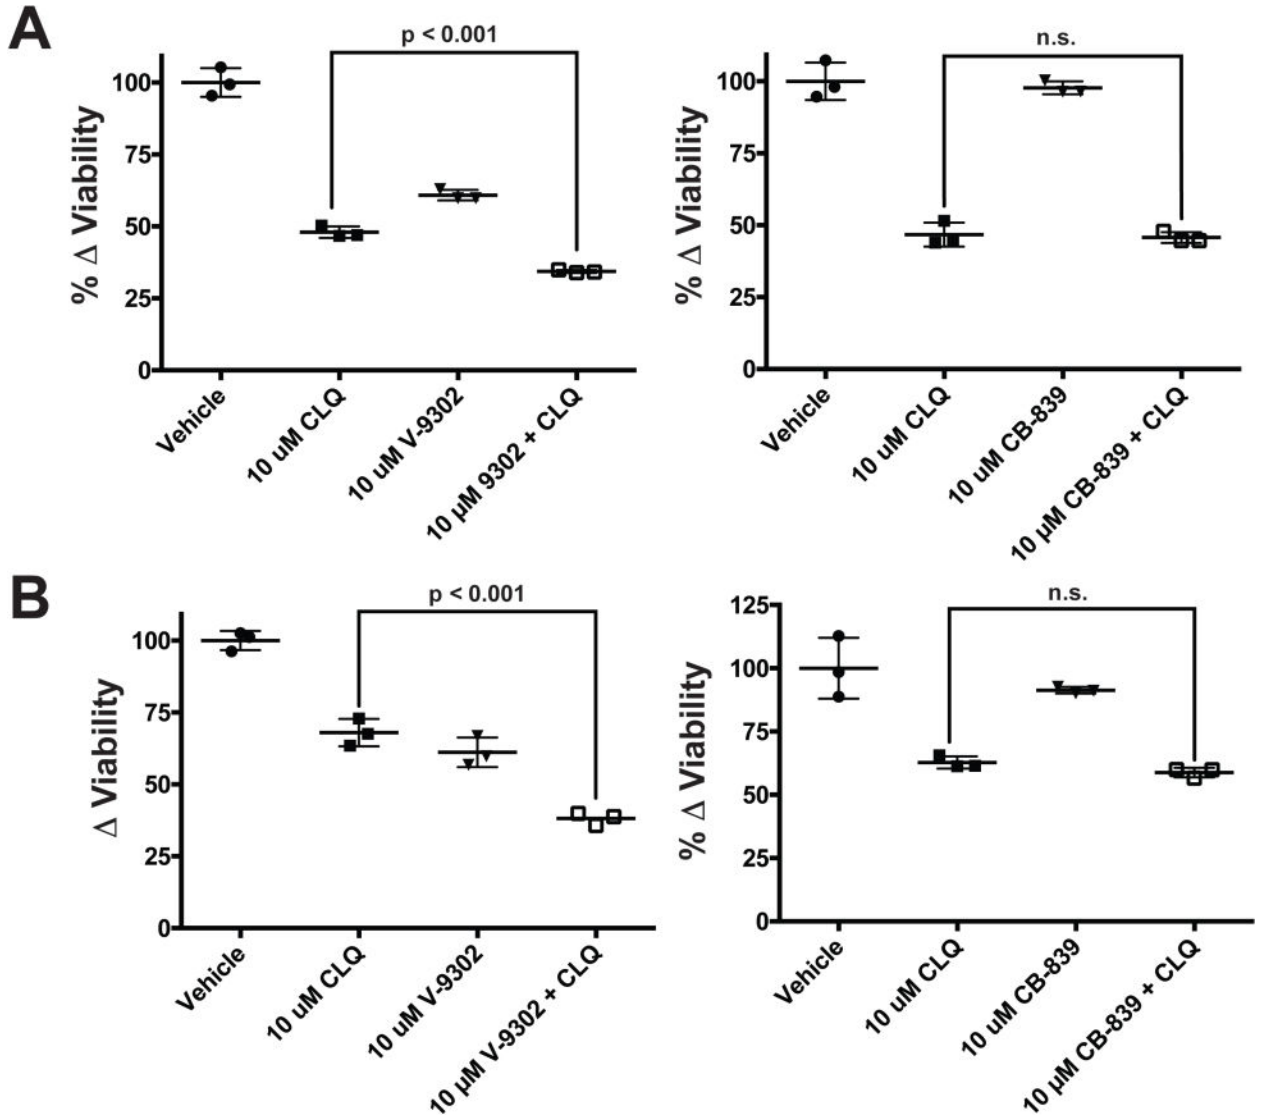 A
p < 0.001
% Δ Viability
100
75
50
25
0
Vehicle
10 uM CLQ
10 uM V-9302
10 µM 9302 + CLQ
n.s.
% Δ Viability
100
75
50
25
0
Vehicle
10 uM CLQ
10 uM CB-839
10 µM CB-839 + CLQ
B
p < 0.001
Δ Viability
100
75
50
25
0
Vehicle
10 uM CLQ
10 uM V-9302
10 µM V-9302 + CLQ
n.s.
% Δ Viability
125
100
75
50
25
0
Vehicle
10 uM CLQ
10 uM CB-839
10 µM CB-839 + CLQ